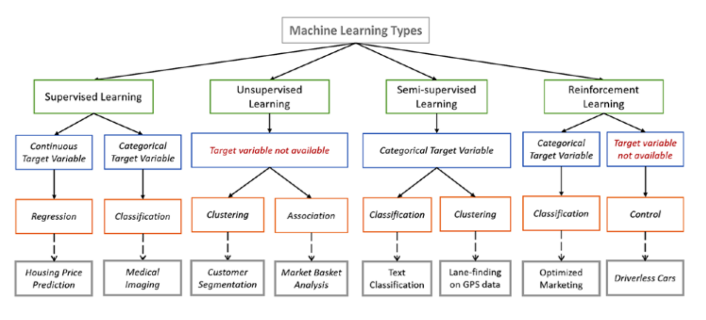 Machine Learning Types
Supervised Learning
Unsupervised
Learning
Semi-supervised
Learning
Reinforcement
Learning
Continuous
Target Variable
Categorical
Target Variable
Target variable not available
Categorical Target Variable
Categorical
Target Variable
Target variable
not available
Regression
Classification
Clustering
Association
Classification
Clustering
Classification
Control
Housing Price
Prediction
Medical
Imaging
Customer
Segmentation
Market Basket
Analysis
Text
Classification
Lane-finding
on GPS data
Optimized
Marketing
Driverless Cars